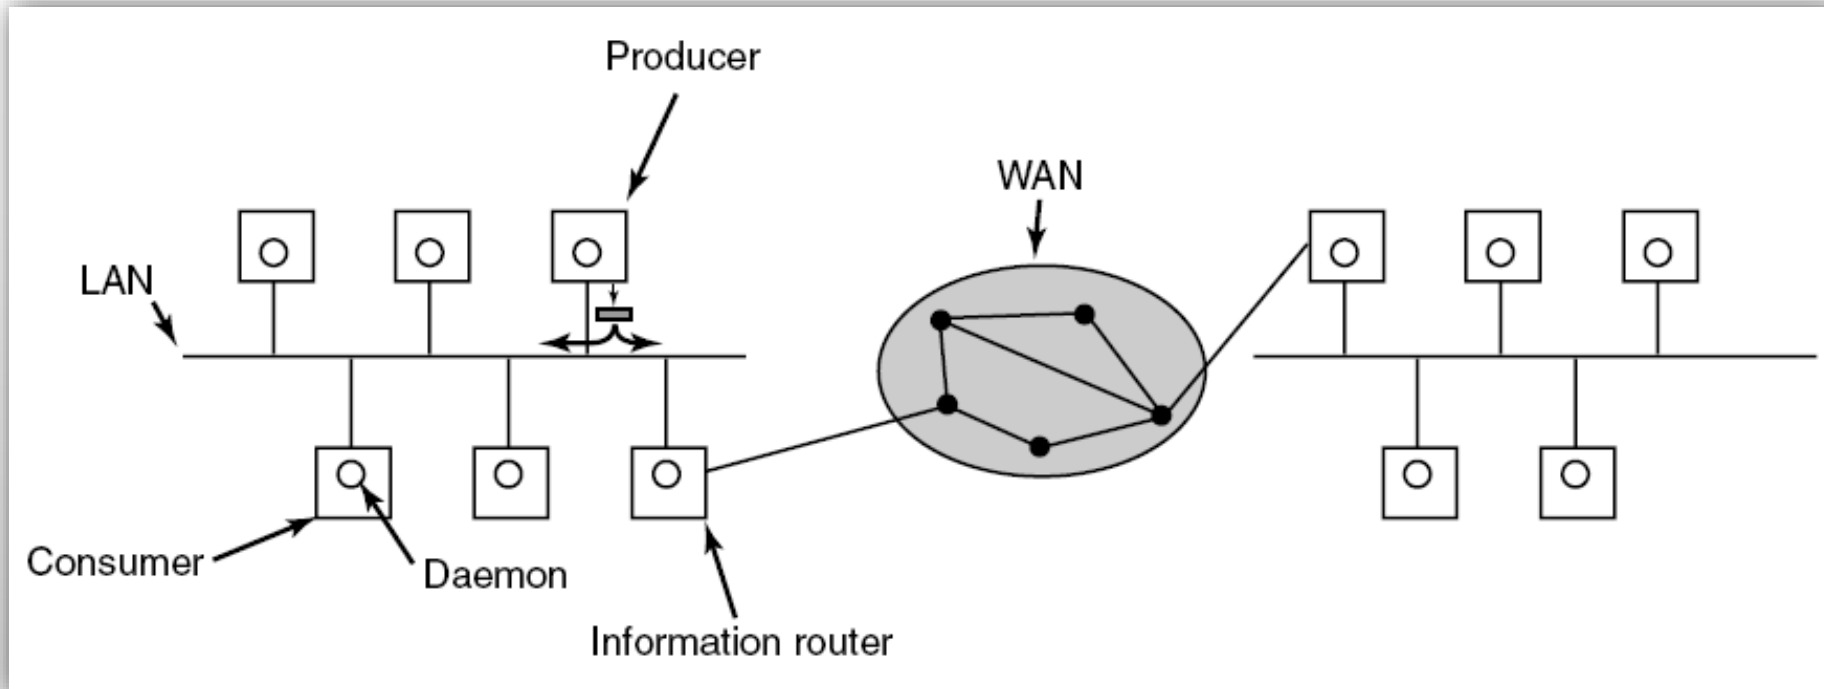 Producer
WAN
LAN
Consumer
Daemon
Information router